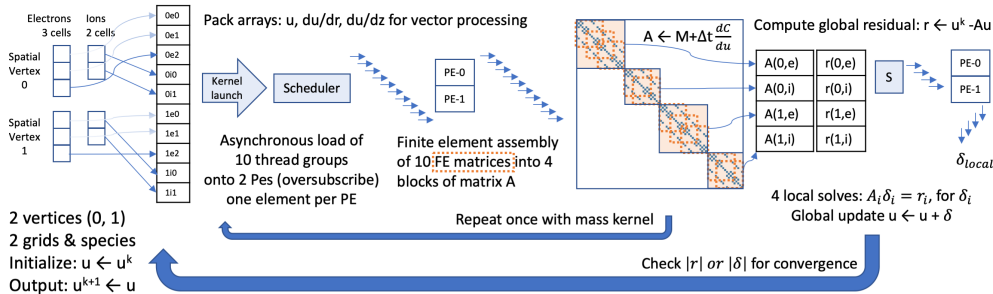 Electrons
3 cells
Ions
2 cells
Spatial
Vertex
0
Spatial
Vertex
1
0e0
0e1
0e2
0i0
0i1
1e0
1e1
1e2
1i0
1i1
Pack arrays: u, du/dr, du/dz for vector processing
Kernel
launch
Scheduler
PE-0
PE-1
Asynchronous load of
10 thread groups
onto 2 Pes (oversubscribe)
one element per PE
Finite element assembly
of 10 FE matrices into 4
blocks of matrix A
A ← M+Δt dC/du
Compute global residual: r ← u^k -Au
A(0,e)
A(0,i)
A(1,e)
A(1,i)
r(0,e)
r(0,i)
r(1,e)
r(1,i)
S
PE-0
PE-1
δ_local
4 local solves: A_i δ_i = r_i, for δ_i
Global update u ← u + δ
Repeat once with mass kernel
Check |r| or |δ| for convergence
2 vertices (0, 1)
2 grids & species
Initialize: u ← u^k
Output: u^k+1 ← u